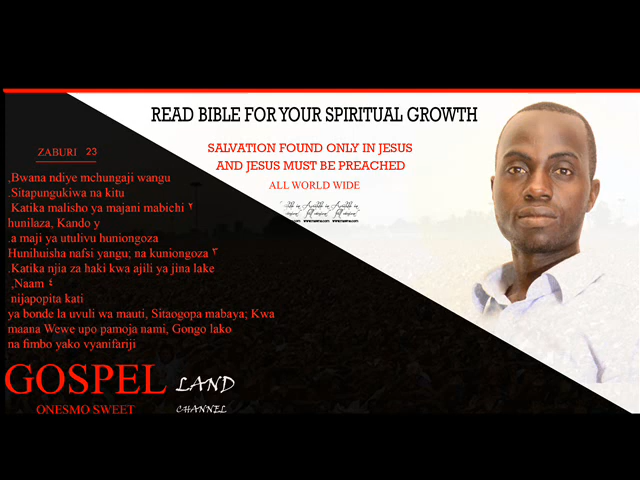 READ BIBLE FOR YOUR SPIRITUAL GROWTH
SALVATION FOUND ONLY IN JESUS
AND JESUS MUST BE PREACHED
ALL WORLD WIDE
ZABURI 23
,Bwana ndiye mchungaji wangu
.Sitapungukiwa na kitu
Katika malisho ya majani mabichi ٢
hunilaza, Kando y
.a maji ya utulivu huniongoza
Hunihuisha nafsi yangu; na kuniongoza ٣
.Katika njia za haki kwa ajili ya jina lake
,Naam ٤
nijapopita kati
ya bonde la uvuli wa mauti, Sitaogopa mabaya; Kwa
maana Wewe upo pamoja nami, Gongo lako
na fimbo yako vyanifariji
GOSPEL LAND
ONESMO SWEET CHANNEL